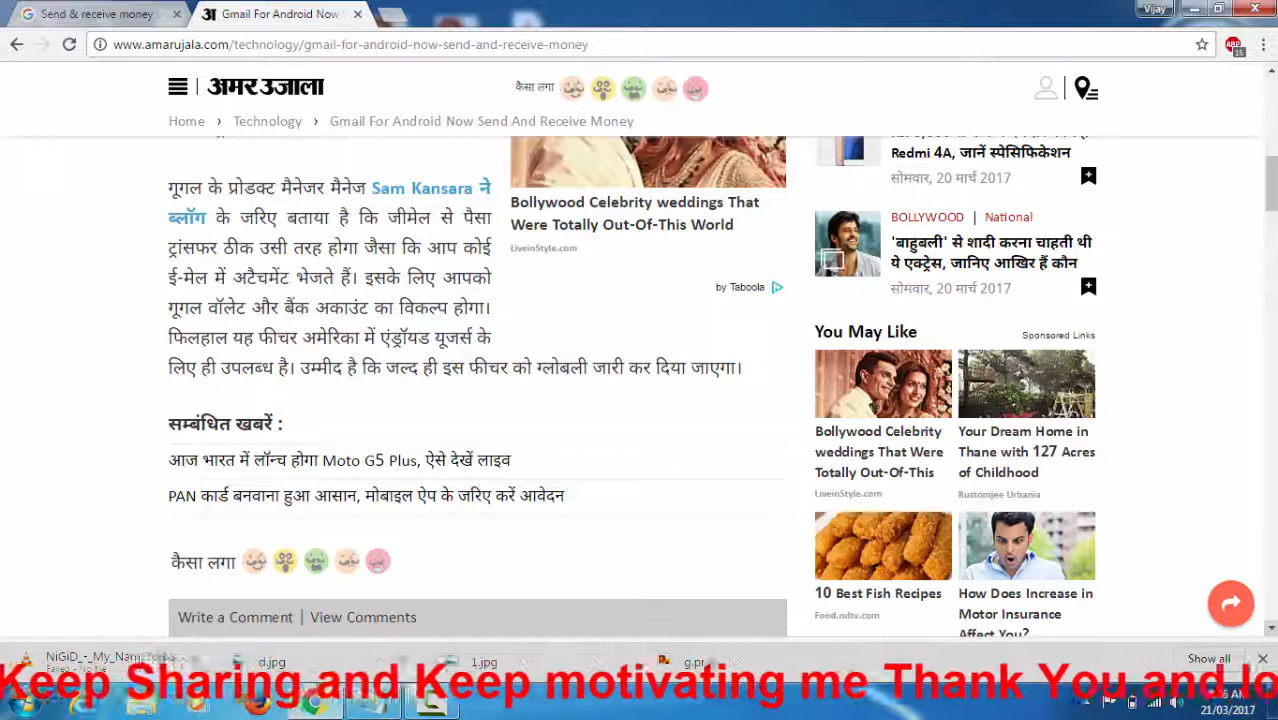 Send & receive money
Gmail For Android Now
Vijay
www.amarujala.com/technology/gmail-for-android-now-send-and-receive-money
ABP
15
अमर उजाला
कैसा लगा
Home › Technology › Gmail For Android Now Send And Receive Money
गूगल के प्रोडक्ट मैनेजर मैनेज Sam Kansara ने
ब्लॉग के जरिए बताया है कि जीमेल से पैसा
ट्रांसफर ठीक उसी तरह होगा जैसा कि आप कोई
ई-मेल में अटैचमेंट भेजते हैं। इसके लिए आपको
गूगल वॉलेट और बैंक अकाउंट का विकल्प होगा।
फिलहाल यह फीचर अमेरिका में एंड्रॉयड यूजर्स के
लिए ही उपलब्ध है। उम्मीद है कि जल्द ही इस फीचर को ग्लोबली जारी कर दिया जाएगा।
Bollywood Celebrity weddings That
Were Totally Out-Of-This World
LiveinStyle.com
by Taboola
सम्बंधित खबरें :
आज भारत में लॉन्च होगा Moto G5 Plus, ऐसे देखें लाइव
PAN कार्ड बनवाना हुआ आसान, मोबाइल ऐप के जरिए करें आवेदन
कैसा लगा
Write a Comment | View Comments
Redmi 4A, जानें स्पेसिफिकेशन
सोमवार, 20 मार्च 2017
BOLLYWOOD | National
'बाहुबली' से शादी करना चाहती थी
ये एक्ट्रेस, जानिए आखिर हैं कौन
सोमवार, 20 मार्च 2017
You May Like
Sponsored Links
Bollywood Celebrity
weddings That Were
Totally Out-Of-This
LiveinStyle.com
Your Dream Home in
Thane with 127 Acres
of Childhood
Rustomjee Urbania
10 Best Fish Recipes
Food.ndtv.com
How Does Increase in
Motor Insurance
Affect You?
d.jpg
1.jpg
Show all
Keep Sharing and Keep motivating me Thank You and lo
21/03/2017